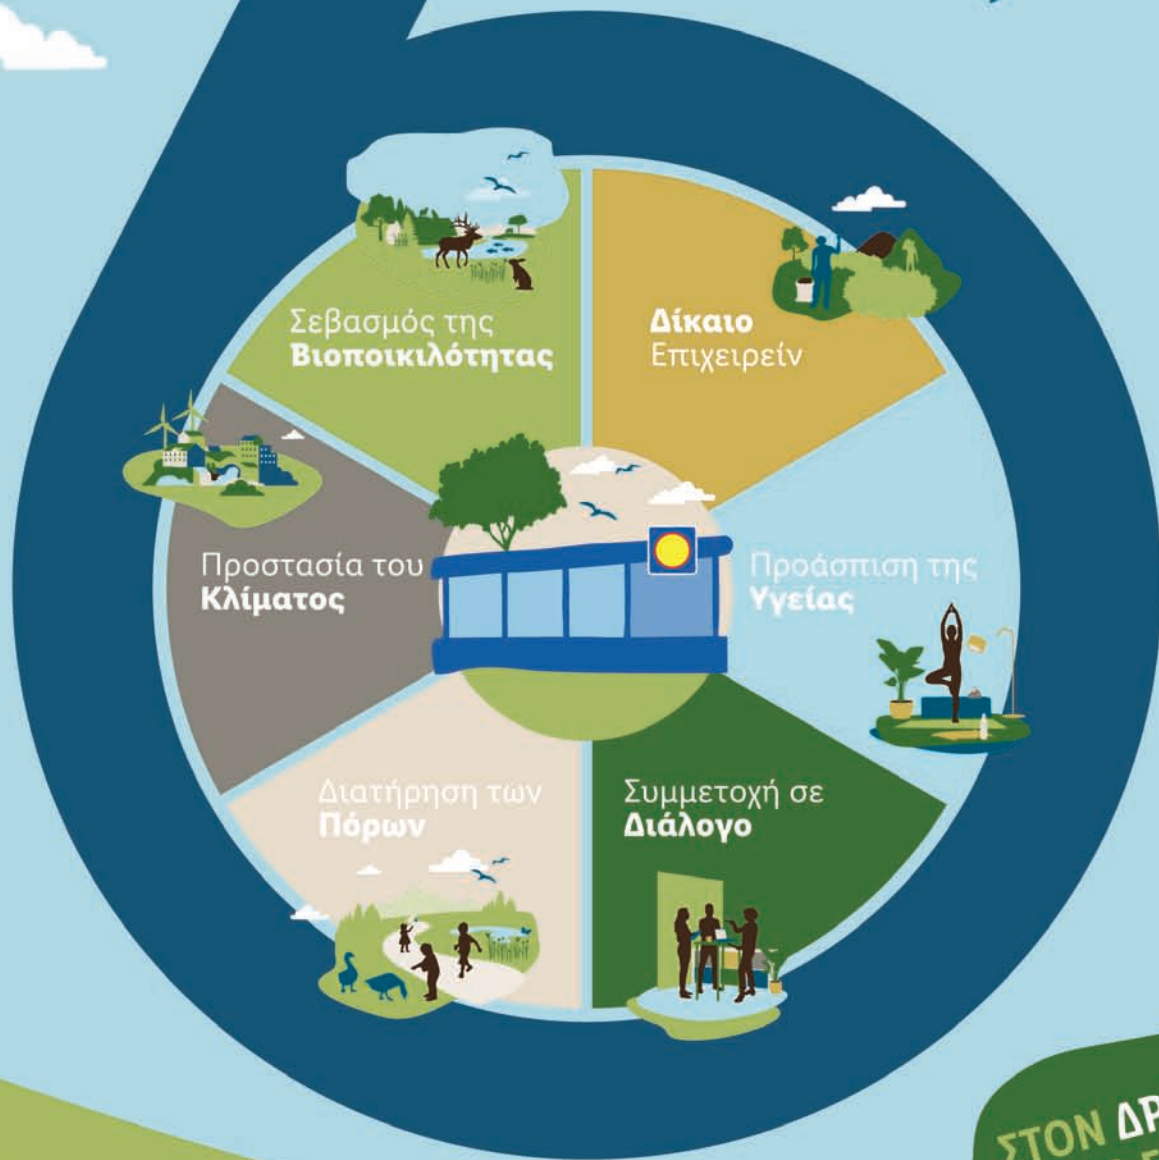 Σεβασμός της
Βιοποικιλότητας
Δίκαιο
Επιχειρείν
Προστασία του
Κλίματος
Προάσπιση της
Υγείας
Διατήρηση των
Πόρων
Συμμετοχή σε
Διάλογο
ΣΤΟΝ